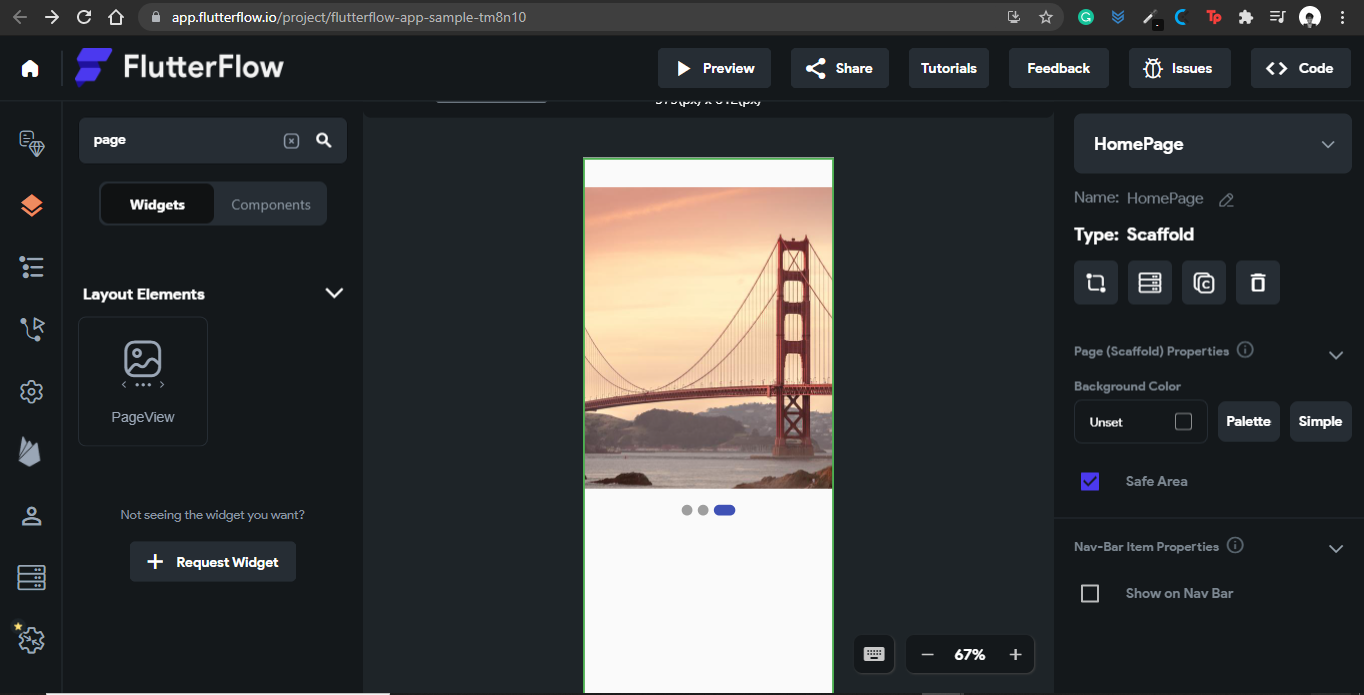 app.flutterflow.io/project/flutterflow-app-sample-tm8n10
FlutterFlow
Preview
Share
Tutorials
Feedback
Issues
Code
page
Widgets
Components
Layout Elements
PageView
Not seeing the widget you want?
Request Widget
67%
HomePage
Name: HomePage
Type: Scaffold
Page (Scaffold) Properties
Background Color
Unset
Palette
Simple
Safe Area
Nav-Bar Item Properties
Show on Nav Bar